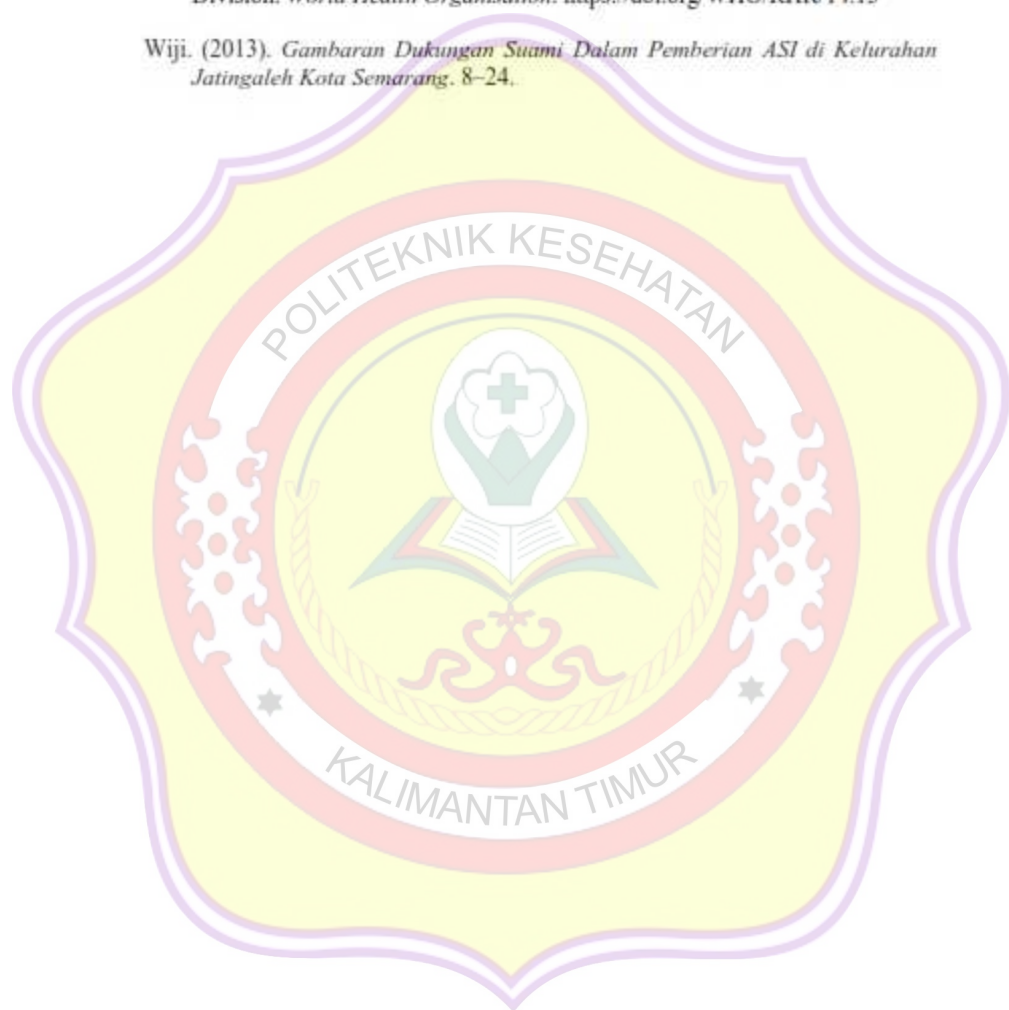 Wiji. (2013). Gambaran Dukungan Suami Dalam Pemberian ASI di Kelurahan
Jatingaleh Kota Semarang. 8–24.
POLITEKNIK KESEHATAN
KALIMANTAN TIMUR